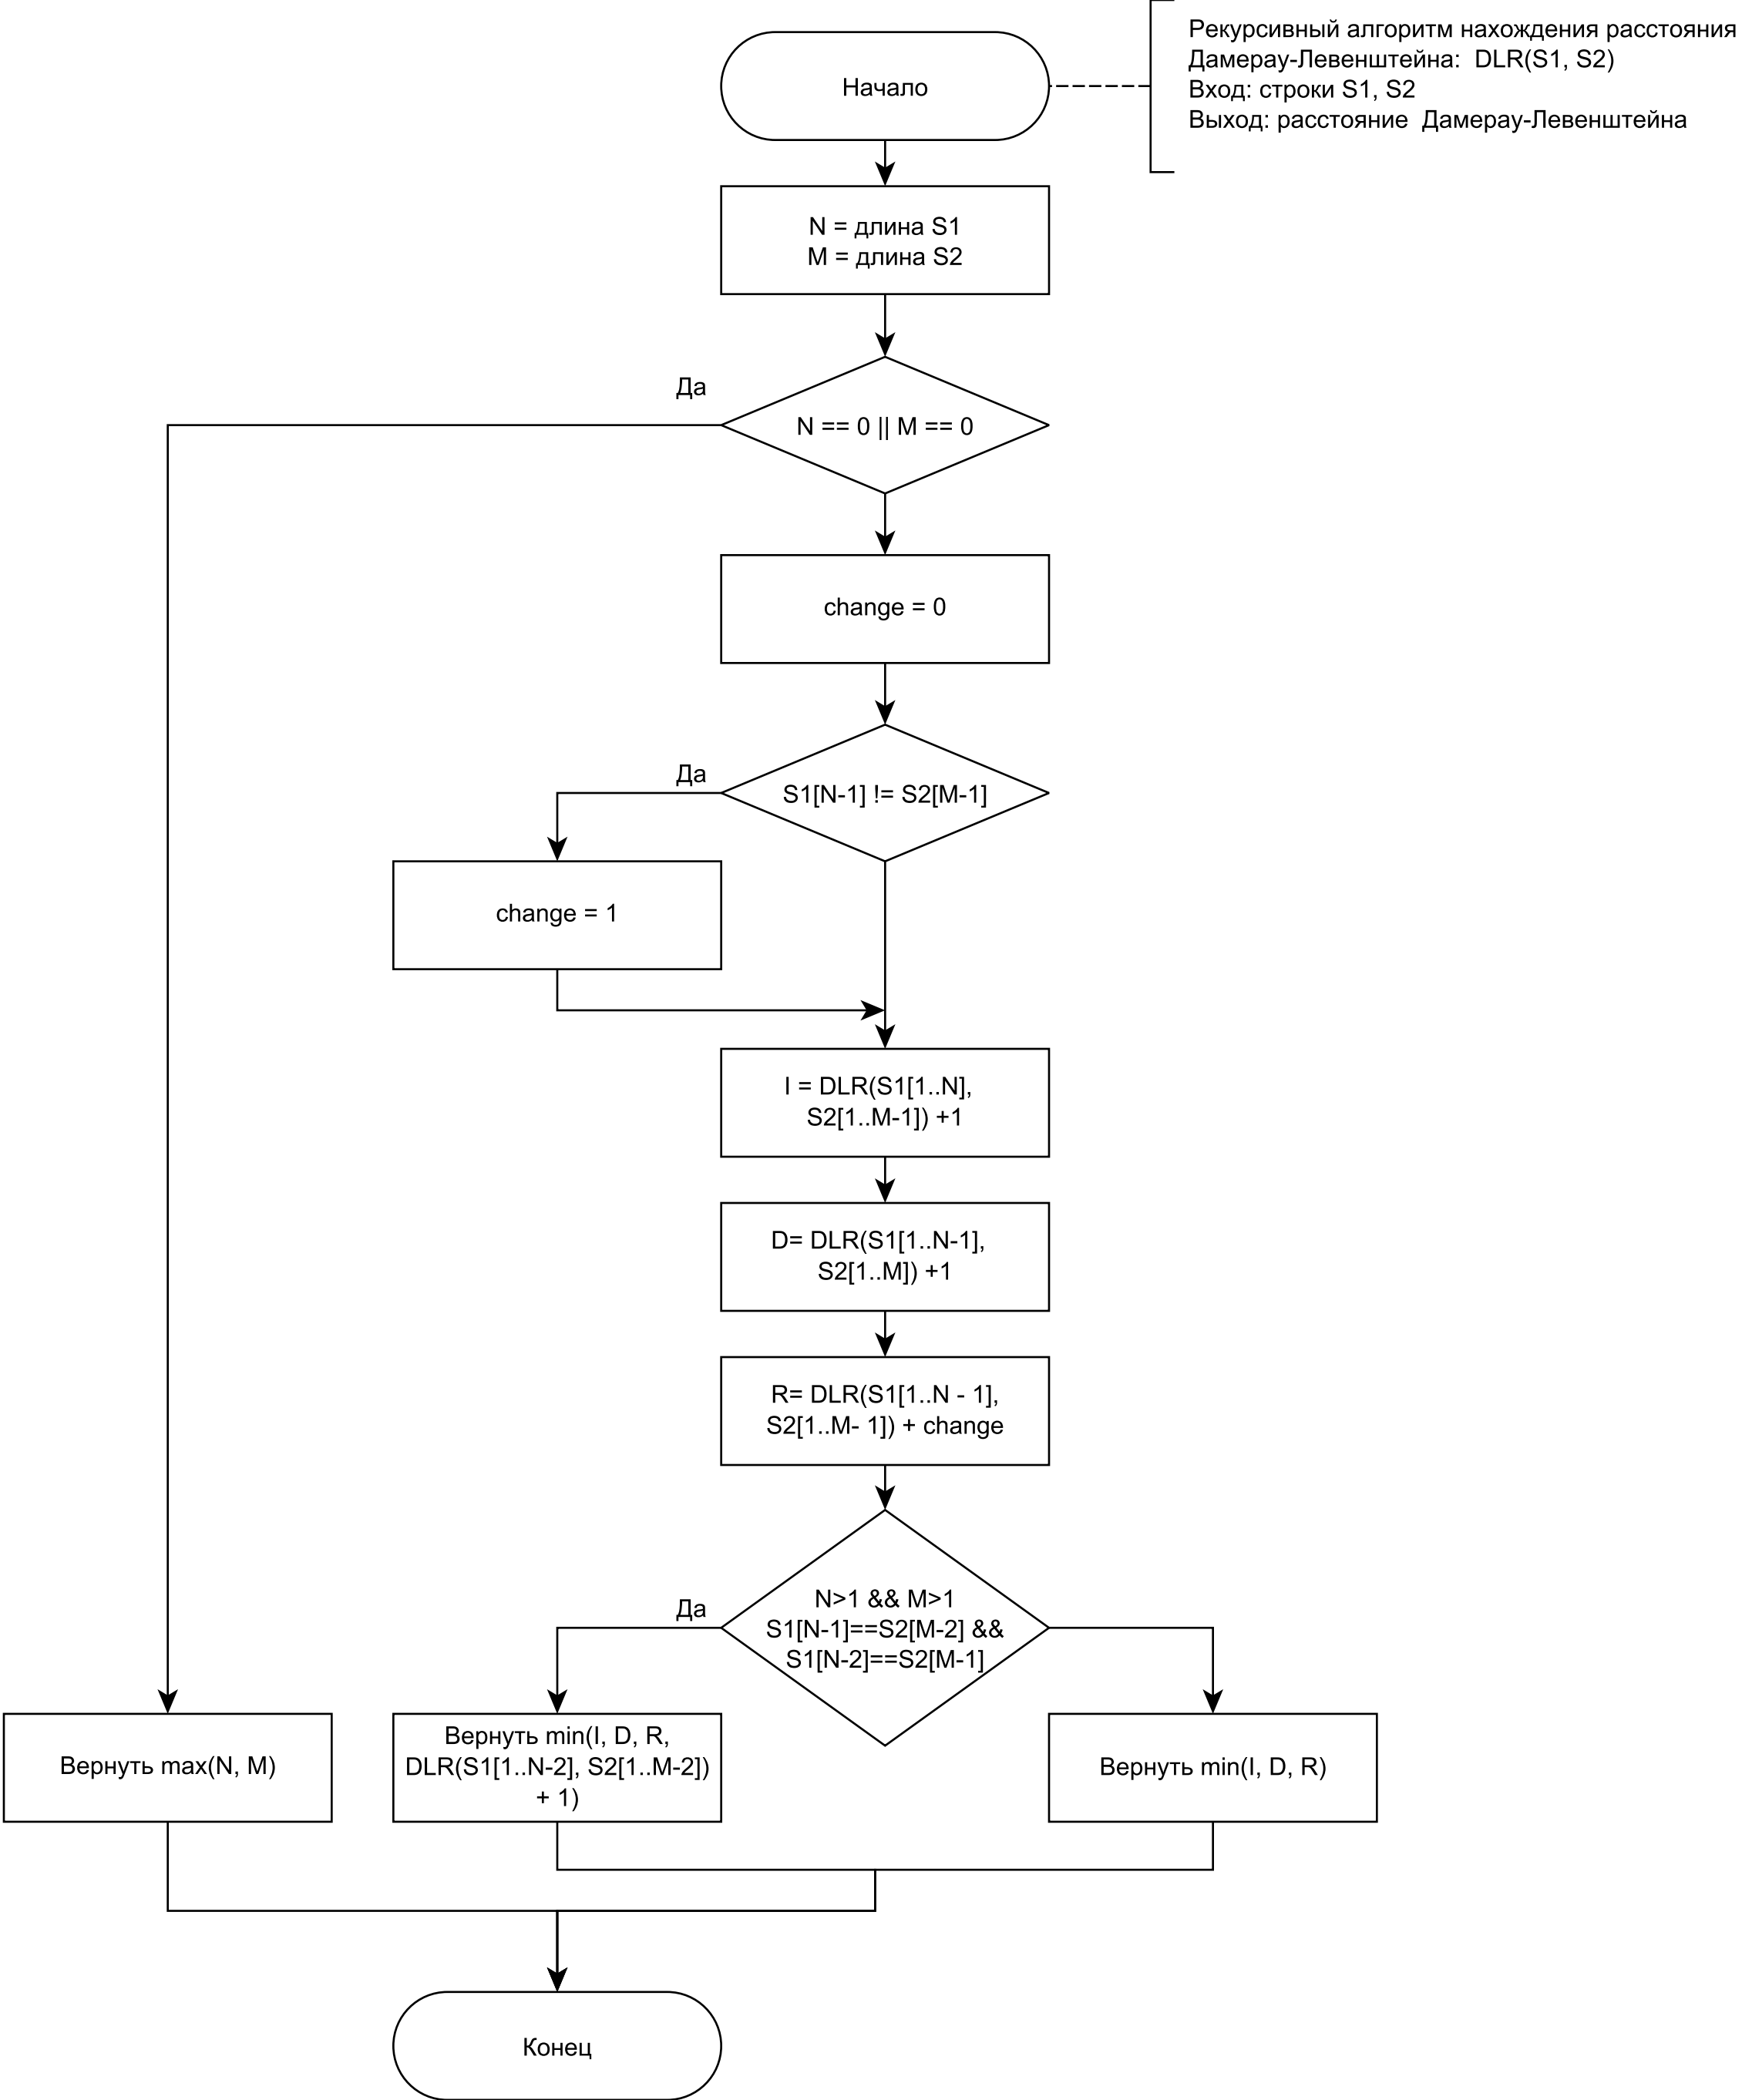 Рекурсивный алгоритм нахождения расстояния
Дамерау-Левенштейна:  DLR(S1, S2)
Вход: строки S1, S2
Выход: расстояние  Дамерау-Левенштейна
Начало
N = длина S1
M = длина S2
Да
N == 0 || M == 0
change = 0
Да
S1[N-1] != S2[M-1]
change = 1
I = DLR(S1[1..N],
S2[1..M-1]) +1
D= DLR(S1[1..N-1],
S2[1..M]) +1
R= DLR(S1[1..N - 1],
S2[1..M- 1]) + change
Да
N>1 && M>1
S1[N-1]==S2[M-2] &&
S1[N-2]==S2[M-1]
Вернуть max(N, M)
Вернуть min(I, D, R,
DLR(S1[1..N-2], S2[1..M-2])
+ 1)
Вернуть min(I, D, R)
Конец